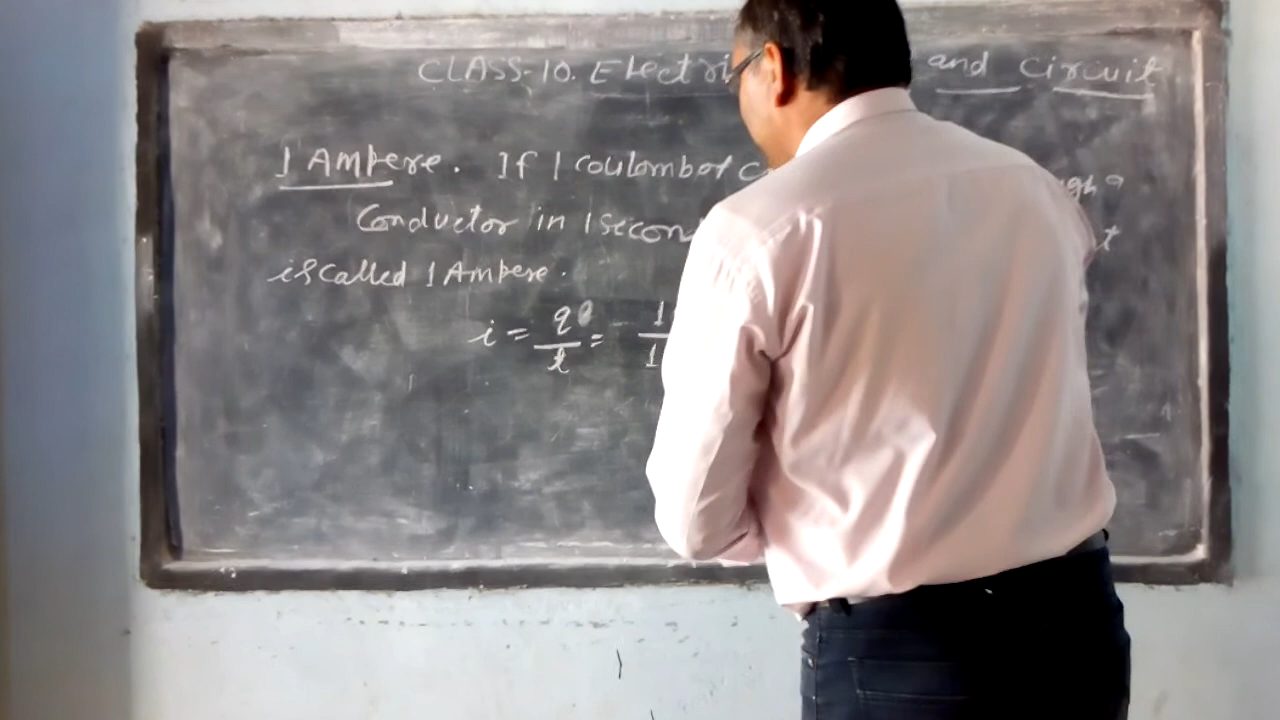 CLASS-10. Electri and Circuit
1 Ampere. If 1 Coulomb of
Conductor in 1 Secon
is Called 1 Ampere.
i = q/t = 1/1